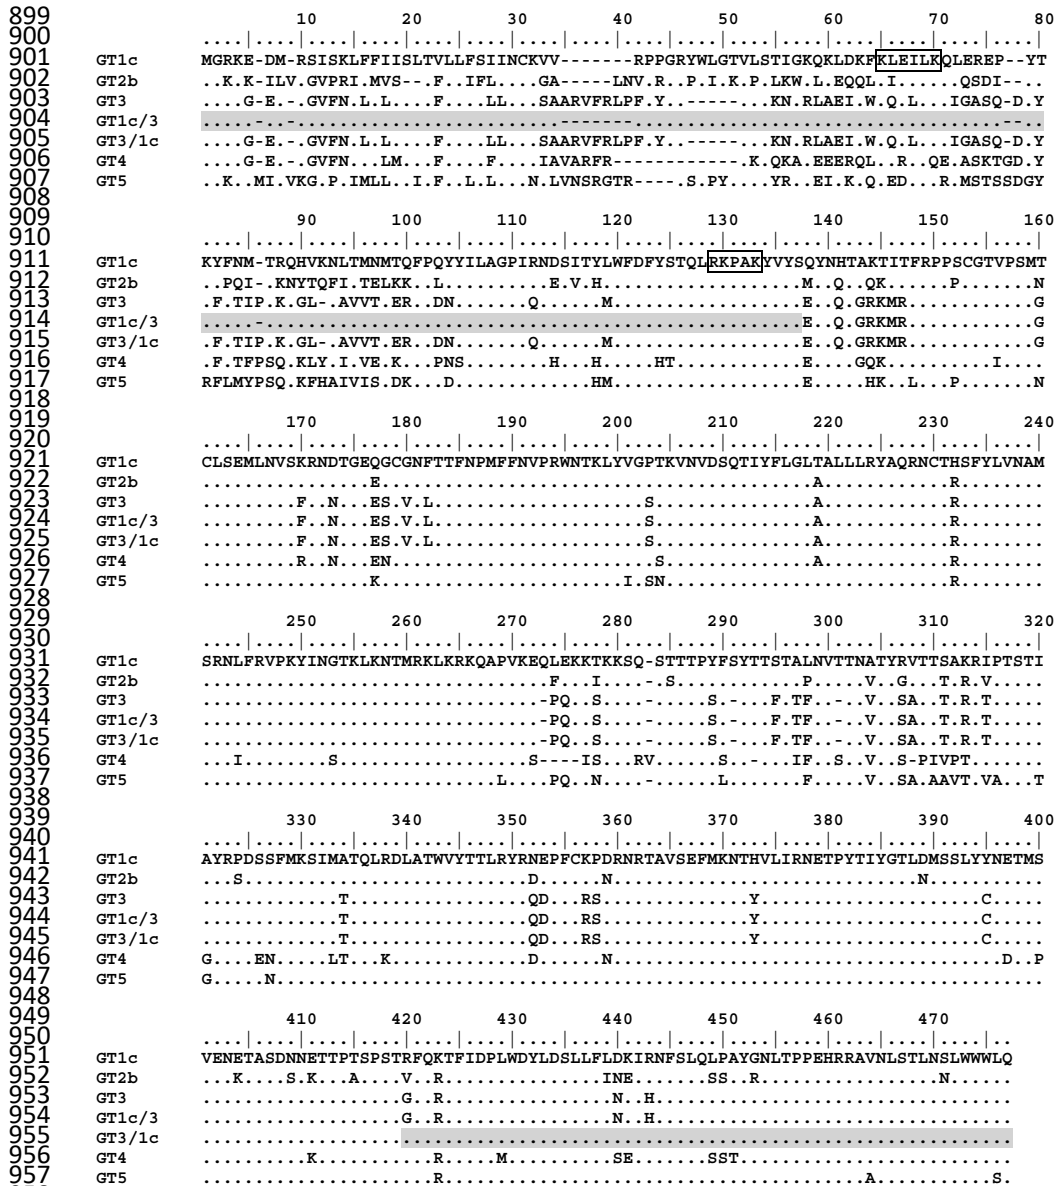 899 10 20 30 40 50 60 70 80
900 ....|....|....|....|....|....|....|....|....|....|....|....|....|....|....|....|
901 GT1c MGRKE-DM-RSISKLFFIISLTVLLFSIINCKVV-------RPPGRYWLGTVLSTIGKQKLDKFKLEILKQLEREP--YT
902 GT2b ..K.K-ILV.GVPRI.MVS..F...IFL....GA----...LNV.R..P.I.K.P.LKW.L.EQQL.I......QSDI--..
903 GT3 ....G-E.-.GVFN.L.L....F....LL...SAARVFRLPF.Y....-----...KN.RLAEI.W.Q.L...IGASQ-D.Y
904 GT1c/3 .....-..-........................-------....................................--..
905 GT3/1c ....G-E.-.GVFN.L.L....F....LL...SAARVFRLPF.Y....-----...KN.RLAEI.W.Q.L...IGASQ-D.Y
906 GT4 ....G-E.-.GVFN...LM...F....F....IAVARFR-----------...K.QKA.EEERQL..R..QE.ASKTGD.Y
907 GT5 ..K..MI.VKG.P.IMLL..I.F..L.L...N.LVNSRGTR----..S.PY....YR..EI.K.Q.ED...R.MSTSSDGY
908
909 90 100 110 120 130 140 150 160
910 ....|....|....|....|....|....|....|....|....|....|....|....|....|....|....|....|
911 GT1c KYFNM-TRQHVKNLTMNMTQFPQYYILAGPIRNDSITYLWFDFYSTQLRKPAKYVYSQYNHTAKTITFRPPSCGTVPSMT
912 GT2b ..PQI-.KNYTQFI.TELKK..L..........E.V.H...................M..Q..QK......P.......N
913 GT3 .F.TIP.K.GL-.AVVT.ER..DN.......Q......M..................E..Q.GRKMR............G
914 GT1c/3 .....-...................................................E..Q.GRKMR............G
915 GT3/1c .F.TIP.K.GL-.AVVT.ER..DN.......Q......M..................E..Q.GRKMR............G
916 GT4 .F.TFPSQ.KLY.I.VE.K...PNS........H...H.....HT............E....GQK........I......
917 GT5 RFLMYPSQ.KFHAIVIS.DK...D.............HM..................E....HK..L...P.......N
918
919 170 180 190 200 210 220 230 240
920 ....|....|....|....|....|....|....|....|....|....|....|....|....|....|....|....|
921 GT1c CLSEMLNVSKRNDTGEQGCGNFTTFNPMFFNVPRWNTKLYVGPTKVNVDSQTIYFLGLTALLLRYAQRNCTHSFYLVNAM
922 GT2b ................E.........................................A............R........
923 GT3 .........F..N...ES.V.L....................S...............A............R........
924 GT1c/3 .........F..N...ES.V.L....................S...............A............R........
925 GT3/1c .........F..N...ES.V.L....................S...............A............R........
926 GT4 .........R..N...EN.........................S..............A............R........
927 GT5 ................K.......................I.SN...........................R........
928
929 250 260 270 280 290 300 310 320
930 ....|....|....|....|....|....|....|....|....|....|....|....|....|....|....|....|
931 GT1c SRNLFRVPKYINGTKLKNTMRKLKRKQAPVKEQLEKKTKKSQ-STTTPYFSYTTSTALNVTTNATYRVTTSAKRIPTSTI
932 GT2b .................................F...I....-.S............P.....V..G...T..R.V.....
933 GT3 ................................-PQ..S....-.....S.-...F.TF..-..V..SA..T.R.T.....
934 GT1c/3 ................................-PQ..S....-.....S.-...F.TF..-..V..SA..T.R.T.....
935 GT3/1c ................................-PQ..S....-.....S.-...F.TF..-..V..SA..T.R.T.....
936 GT4 ...I........S..................S----IS...RV......S..-...IF..S..V..S-PIVPT.......
937 GT5 ............................L....PQ..N....-......L.......F.....V..SA.AAVT.VA...T
938
939 330 340 350 360 370 380 390 400
940 ....|....|....|....|....|....|....|....|....|....|....|....|....|....|....|....|
941 GT1c AYRPDSSFMKSIMATQLRDLATWVYTTLRYRNEPFCKPDRNRTAVSEFMKNTHVLIRNETPYTIYGTLDMSSLYYNETMS
942 GT2b ...S...........................D......N.............................N...........
943 GT3 .............T.................QD...RS.............Y.....................C.....
944 GT1c/3 .............T.................QD...RS.............Y.....................C.....
945 GT3/1c .............T.................QD...RS.............Y.....................C.....
946 GT4 G....EN.....LT...R.............D......N.....................................D..P
947 GT5 G.....N.........................................................................
948
949 410 420 430 440 450 460 470
950 ....|....|....|....|....|....|....|....|....|....|....|....|....|....|....|..
951 GT1c VENETASDNNETTPTSPSTRFQKTFIDPLWDYLDSLLFLDKIRNFSLQLPAYGNLTPPEHRRAVNLSTLNSLWWWLQ
952 GT2b ...K....S.K...A....V..R...............INE.......SS..R.................N......
953 GT3 ...................G..R................N..H..................................
954 GT1c/3 ...................G..R................N..H..................................
955 GT3/1c .............................................................................
956 GT4 ..........K...........R.....M..........SE.......SST..........................
957 GT5 ......................R........................................A...........S.